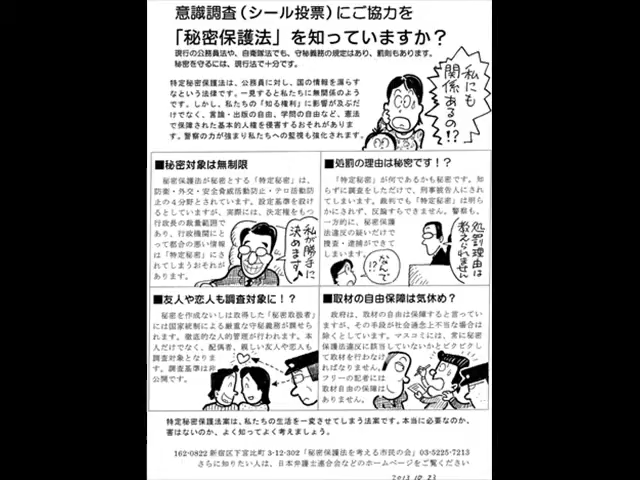 意識調査(シール投票)にご協力を
「秘密保護法」を知っていますか？
現行の公務員法や、自衛隊法でも、守秘義務の規定はあり、罰則もあります。
秘密を守るには、現行法で十分です。
特定秘密保護法は、公務員に対し、国の情報を漏らす
なという法律です。一見すると私たちに無関係のよう
です。しかし、私たちの「知る権利」に影響が及ぶだけ
でなく、言論・出版の自由、学問の自由など、憲法
で保障された基本的人権を侵害するおそれがありま
す。警察の力が強まり私たちへの監視も強化されます。
私にも
関係
あるの!?
■秘密対象は無制限
秘密保護法が秘密とする「特定秘密」は、
防衛・外交・安全脅威活動防止・テロ活動防
止の４分野とされています。設定基準を設け
るとしていますが、実際には、決定権をもつ
行政長の裁量範囲で
あり、行政機関にと
って都合の悪い情報
は「特定秘密」にさ
れてしまうおそれが
あります。
私が勝手に
決めます♪
■処罰の理由は秘密です！？
「特定秘密」が何であるかも秘密です。知
らずに調査をしただけで、刑事被告人にされ
てしまいます。裁判でも「特定秘密」は明ら
かにされず、反論すらできません。警察も、
一方的に、秘密保護
法違反の疑いだけで
捜査・逮捕ができて
しまいます。
なんで
!?
処罰理由は
教えられません
■友人や恋人も調査対象に！？
秘密を作成ないしは取得した「秘密取扱者」
には国家統制による厳重な守秘義務が課せら
れます。徹底的な人的管理が行われます。本
人だけでなく、配偶者、親しい友人や恋人も
調査対象となりま
す。調査基準は非
公開です。
■取材の自由保障は気休め？
政府は、取材の自由は保障すると言ってい
ますが、その手段が社会通念上不当な場合は
除くとしています。マスコミには、常に秘密
保護法違反に該当していないかとビクビクし
て取材を行わなけ
ればなりません。
フリーの記者には
取材自由の保障は
ありません。
特定秘密保護法案は、私たちの生活を一変させてしまう法案です。本当に必要なのか、
害はないのか、よく知ってよく考えましょう。
162-0822 新宿区下宮比町 3-12-302「秘密保護法を考える市民の会」03-5225-7213
さらに知りたい人は、日本弁護士連合会などのホームページをご覧ください
2013.10.23